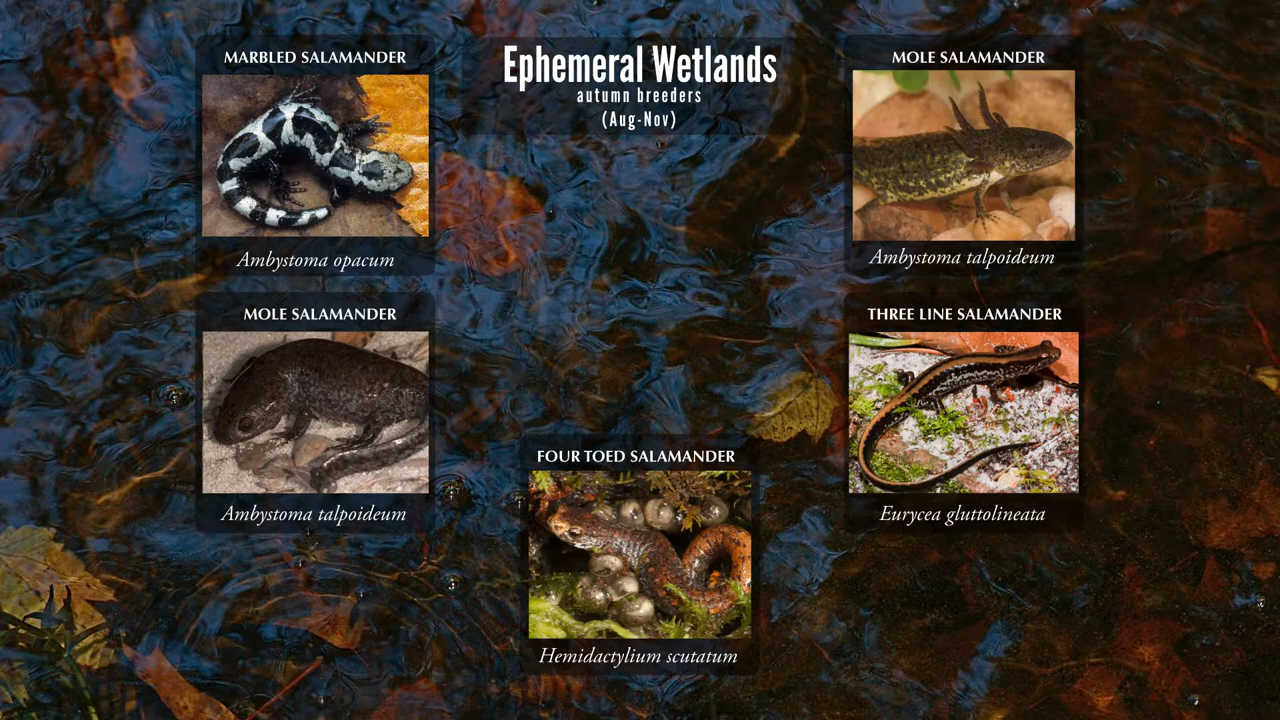 Ephemeral Wetlands
autumn breeders
(Aug-Nov)
MARBLED SALAMANDER
Ambystoma opacum
MOLE SALAMANDER
Ambystoma talpoideum
MOLE SALAMANDER
Ambystoma talpoideum
THREE LINE SALAMANDER
Eurycea gluttolineata
FOUR TOED SALAMANDER
Hemidactylium scutatum